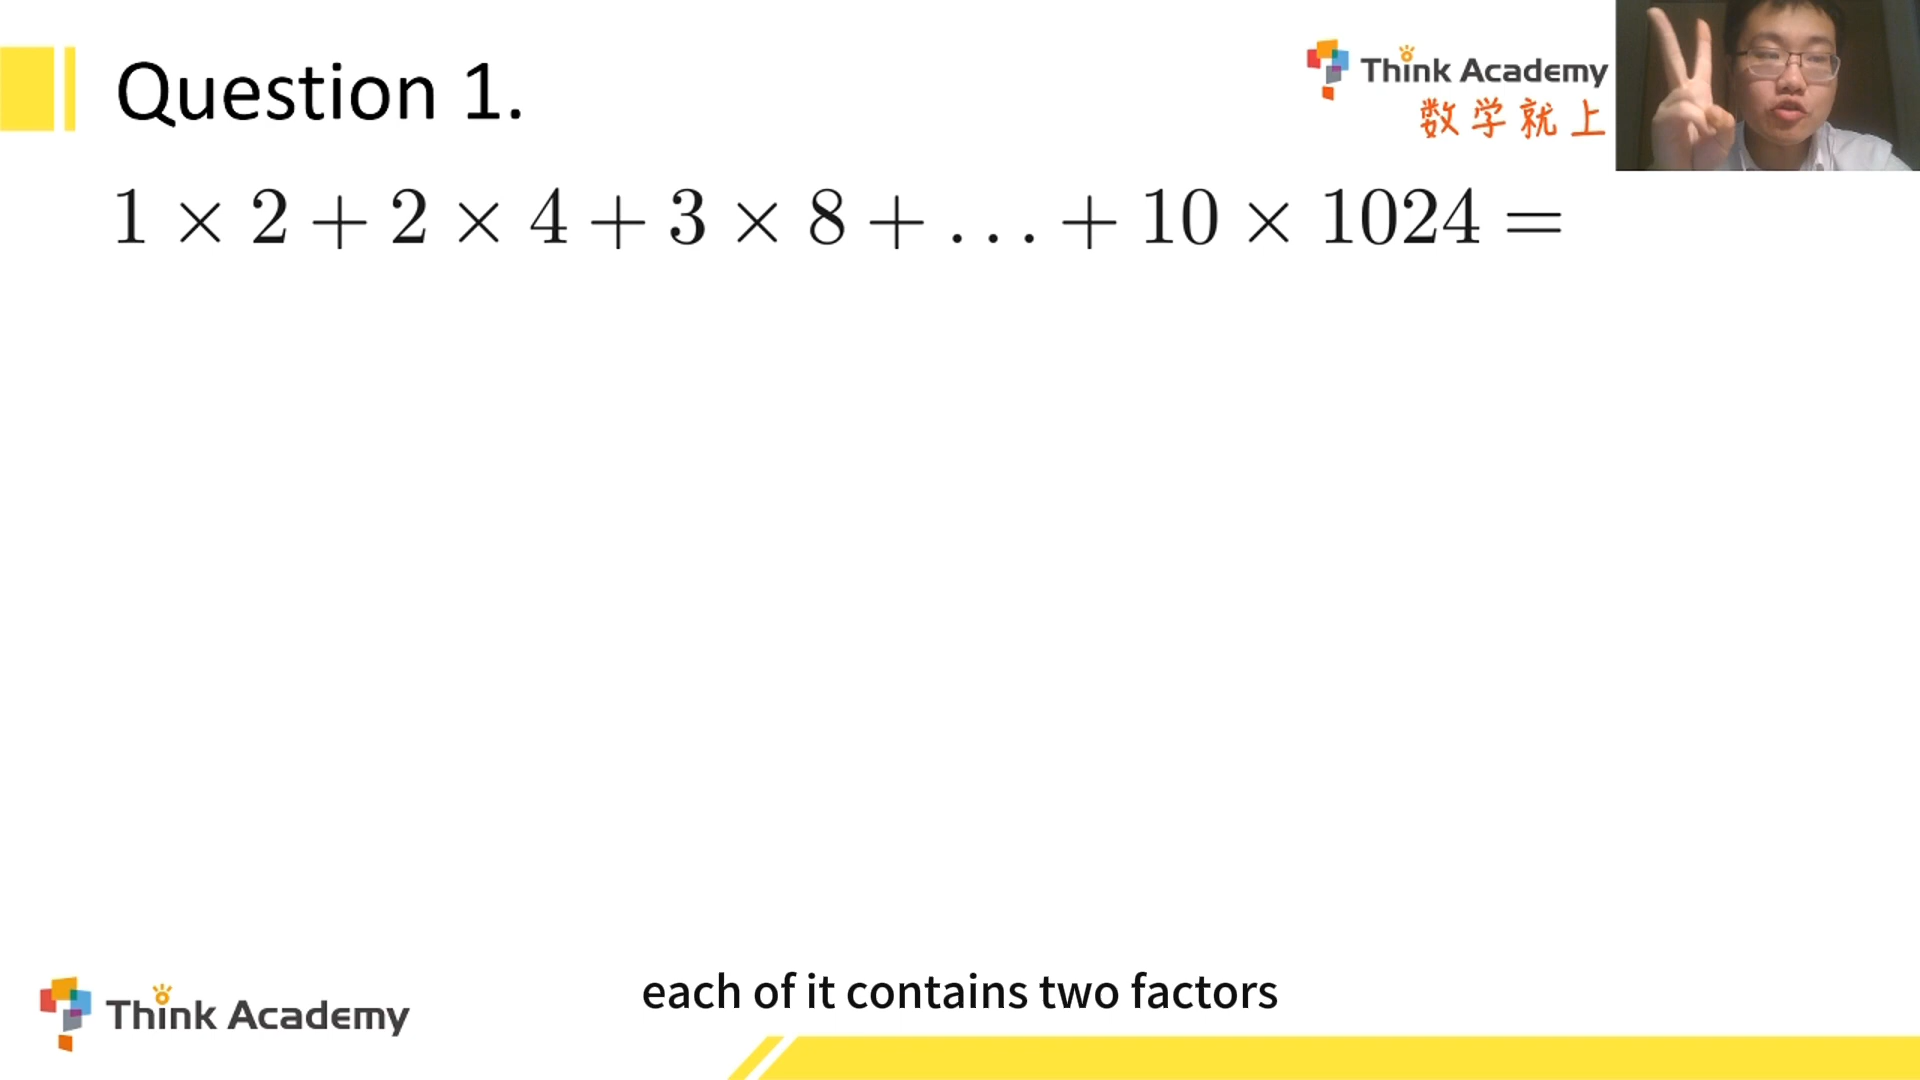 Question 1.
Think Academy
数学就上
1 × 2 + 2 × 4 + 3 × 8 + . . . + 10 × 1024 =
each of it contains two factors
Think Academy